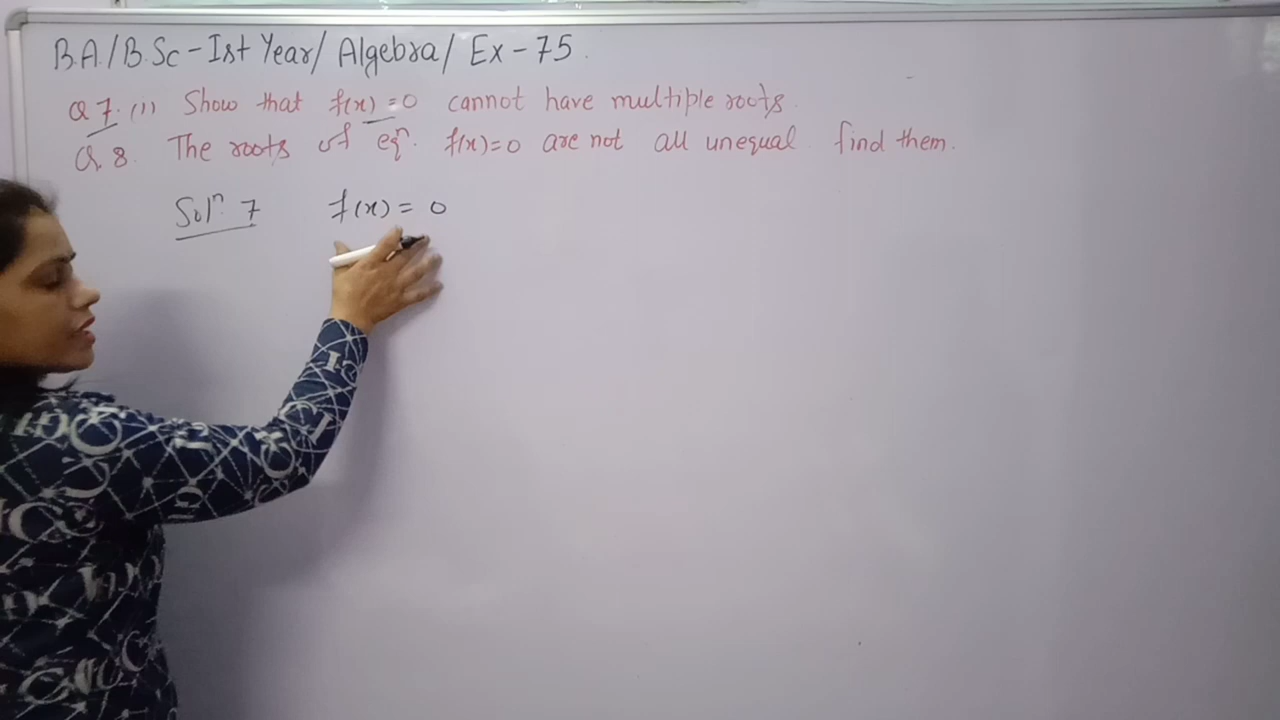 B.A./B.Sc - Ist Year/ Algebra/ Ex - 75
Q 7. (i) Show that f(x) = 0 cannot have multiple roots.
Q. 8. The roots of eqn. f(x)=0 are not all unequal. find them.
Soln. 7 f(x) = 0